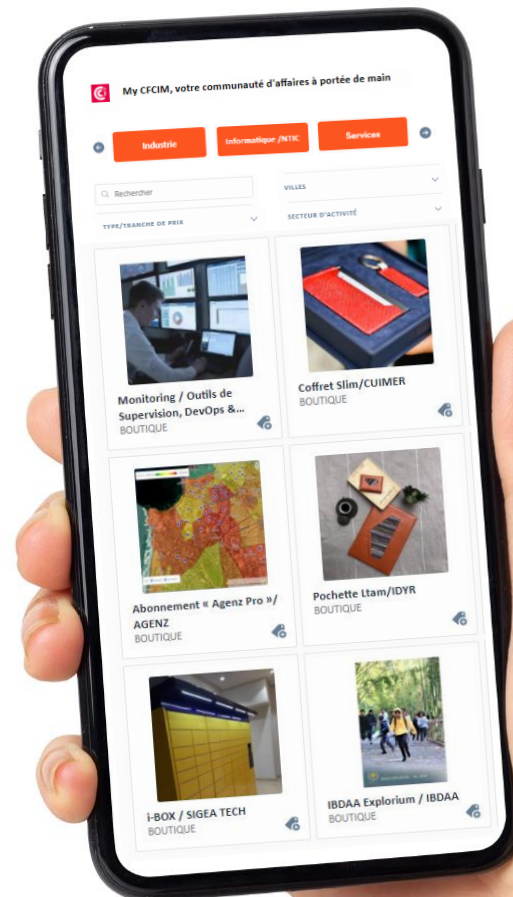 My CFCIM, votre communauté d'affaires à portée de main
Industrie
Informatique /NTIC
Services
Rechercher
VILLES
TYPE/TRANCHE DE PRIX
SECTEUR D'ACTIVITÉ
Monitoring / Outils de
Supervision, DevOps &...
BOUTIQUE
Coffret Slim/CUIMER
BOUTIQUE
Abonnement « Agenz Pro »/
AGENZ
BOUTIQUE
Pochette Ltam/IDYR
BOUTIQUE
i-BOX / SIGEA TECH
BOUTIQUE
IBDAA Explorium / IBDAA
BOUTIQUE